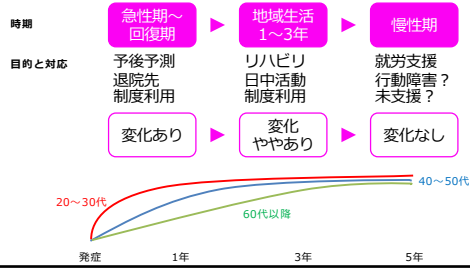 時期
急性期～
回復期
地域生活
1～3年
慢性期
目的と対応
予後予測
退院先
制度利用
リハビリ
日中活動
制度利用
就労支援
行動障害？
未支援？
変化あり
変化
ややあり
変化なし
20～30代
40～50代
60代以降
発症
1年
3年
5年